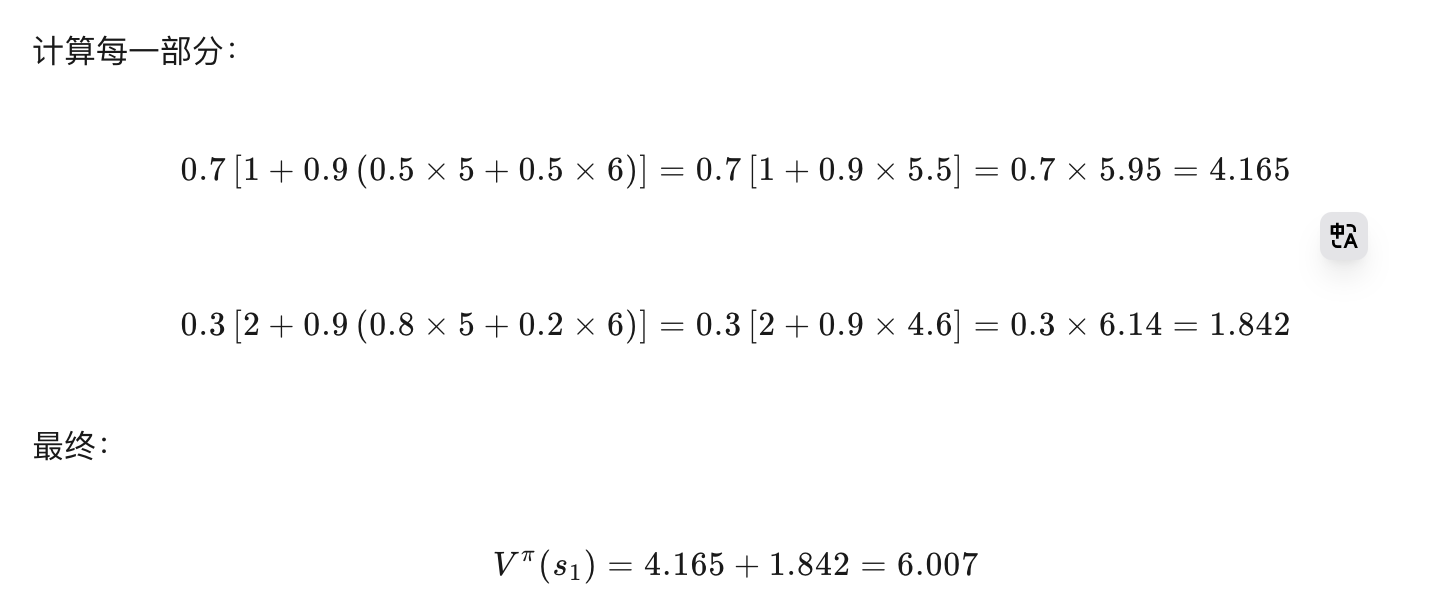 计算每一部分：
0.7 [1 + 0.9 (0.5 × 5 + 0.5 × 6)] = 0.7 [1 + 0.9 × 5.5] = 0.7 × 5.95 = 4.165
中A
0.3 [2 + 0.9 (0.8 × 5 + 0.2 × 6)] = 0.3 [2 + 0.9 × 4.6] = 0.3 × 6.14 = 1.842
最终：
V^π(s₁) = 4.165 + 1.842 = 6.007